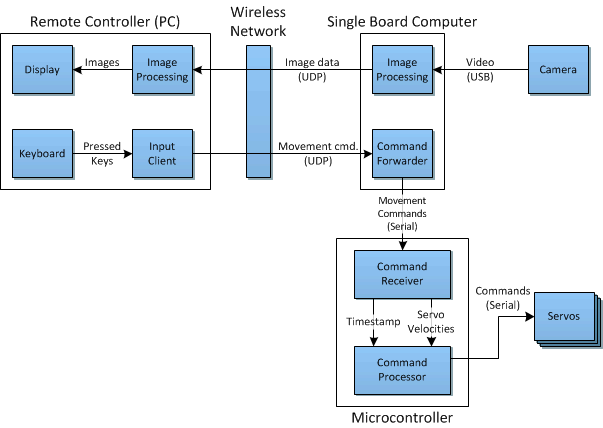 Remote Controller (PC)
Wireless
Network
Single Board Computer
Display
Images
Image
Processing
Image data
(UDP)
Image
Processing
Video
(USB)
Camera
Keyboard
Pressed
Keys
Input
Client
Movement cmd.
(UDP)
Command
Forwarder
Movement
Commands
(Serial)
Command
Receiver
Timestamp
Servo
Velocities
Commands
(Serial)
Servos
Command
Processor
Microcontroller